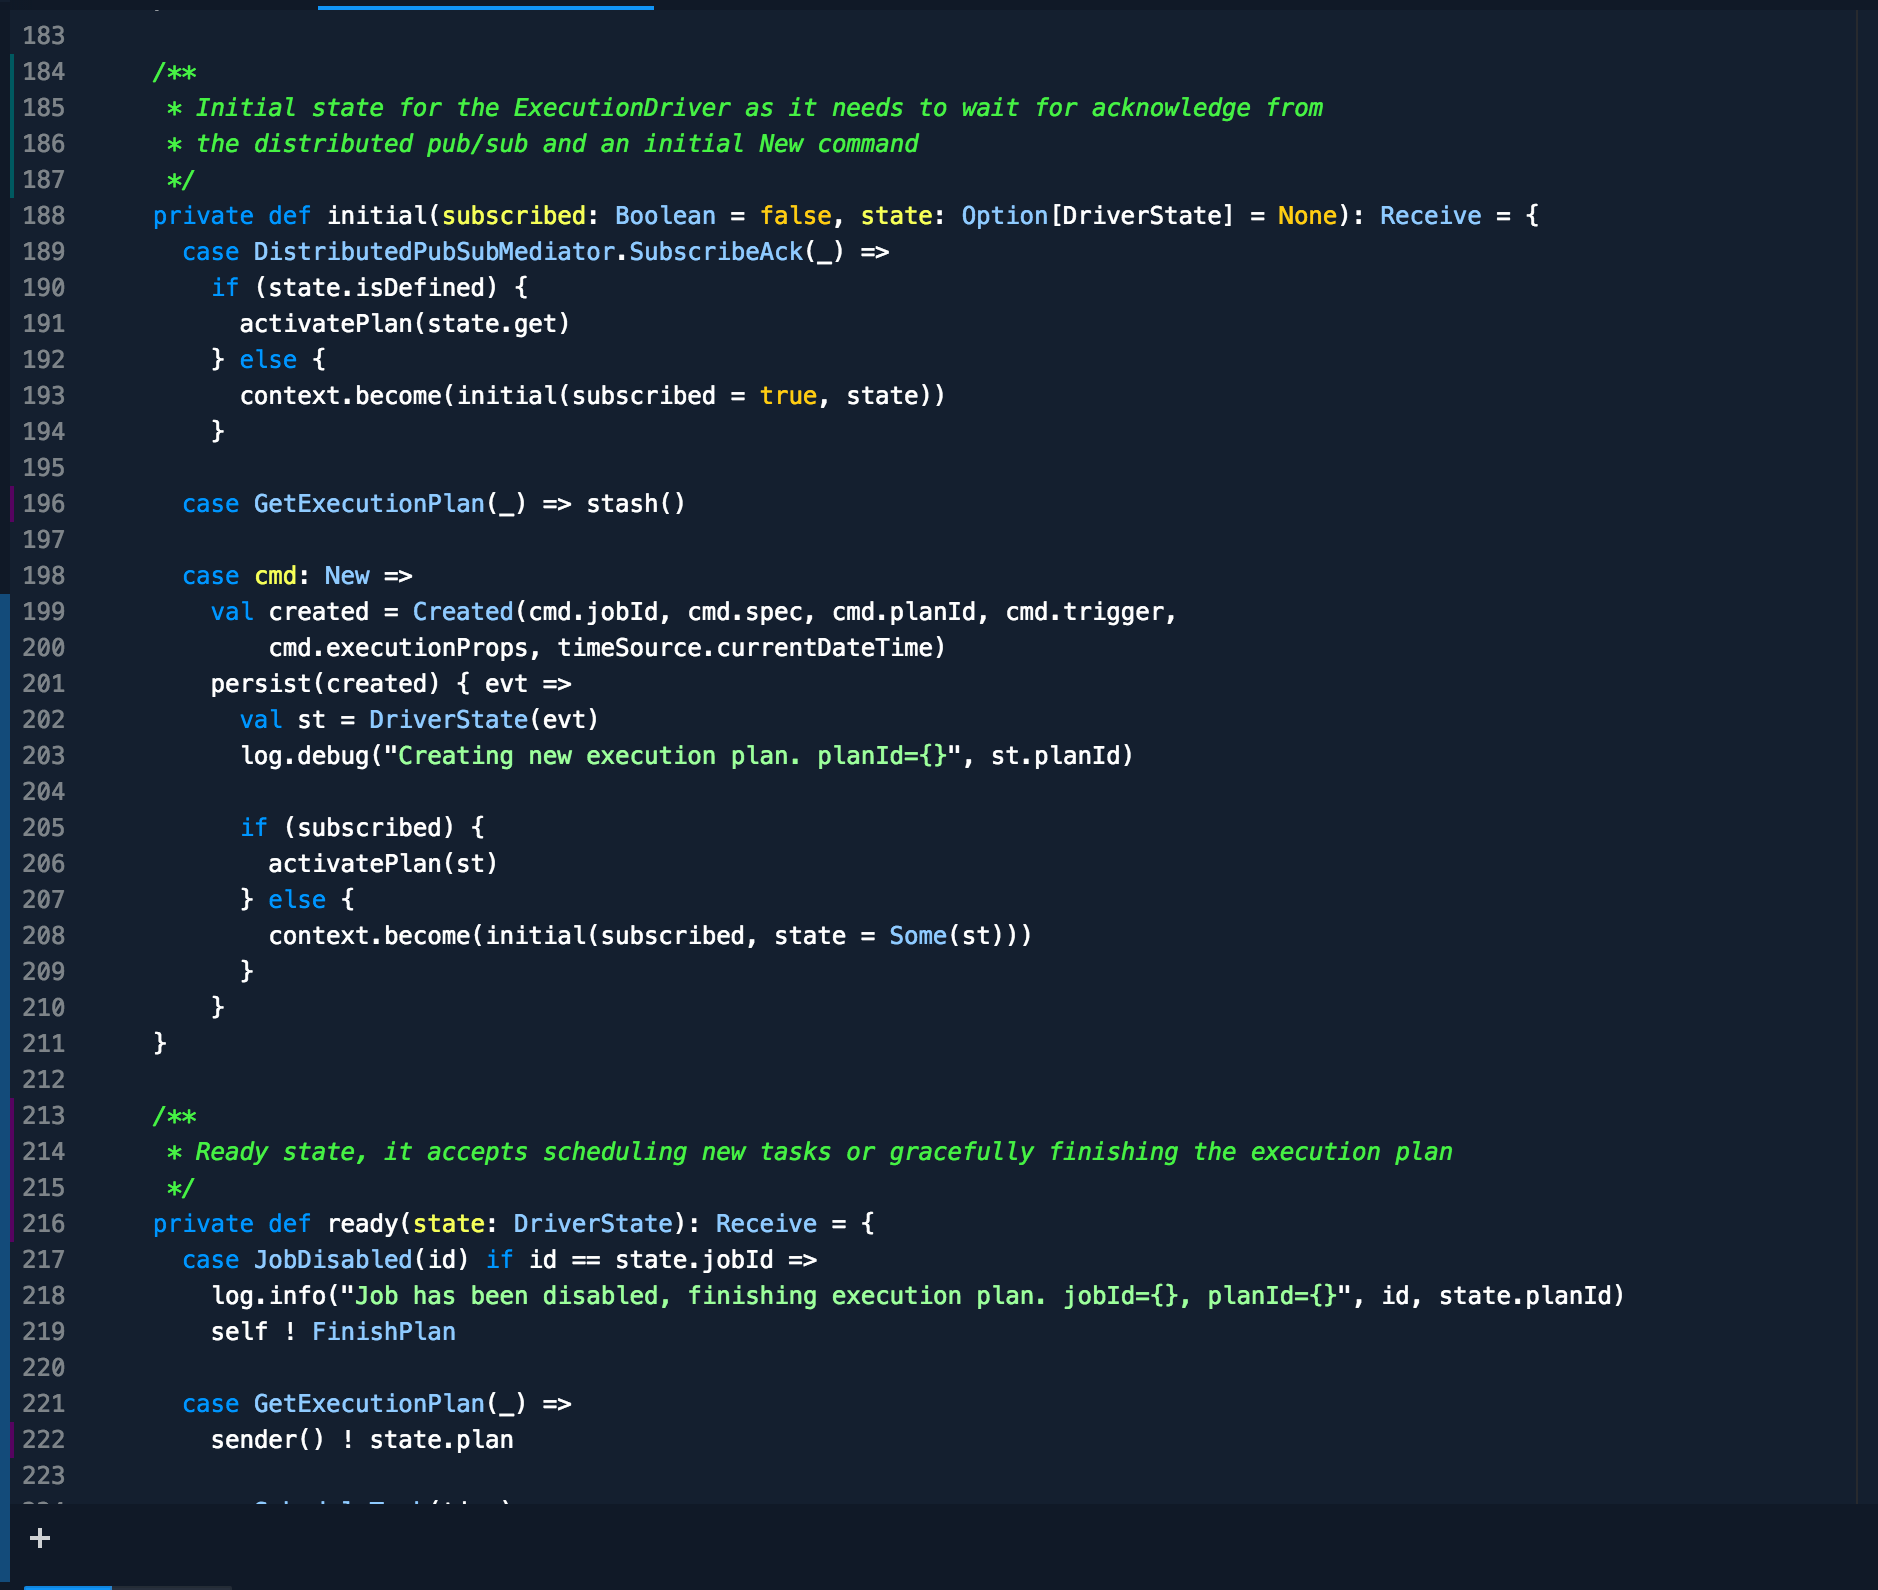 183
184 /**
185 * Initial state for the ExecutionDriver as it needs to wait for acknowledge from
186 * the distributed pub/sub and an initial New command
187 */
188 private def initial(subscribed: Boolean = false, state: Option[DriverState] = None): Receive = {
189 case DistributedPubSubMediator.SubscribeAck(_) =>
190 if (state.isDefined) {
191 activatePlan(state.get)
192 } else {
193 context.become(initial(subscribed = true, state))
194 }
195
196 case GetExecutionPlan(_) => stash()
197
198 case cmd: New =>
199 val created = Created(cmd.jobId, cmd.spec, cmd.planId, cmd.trigger,
200 cmd.executionProps, timeSource.currentDateTime)
201 persist(created) { evt =>
202 val st = DriverState(evt)
203 log.debug("Creating new execution plan. planId={}", st.planId)
204
205 if (subscribed) {
206 activatePlan(st)
207 } else {
208 context.become(initial(subscribed, state = Some(st)))
209 }
210 }
211 }
212
213 /**
214 * Ready state, it accepts scheduling new tasks or gracefully finishing the execution plan
215 */
216 private def ready(state: DriverState): Receive = {
217 case JobDisabled(id) if id == state.jobId =>
218 log.info("Job has been disabled, finishing execution plan. jobId={}, planId={}", id, state.planId)
219 self ! FinishPlan
220
221 case GetExecutionPlan(_) =>
222 sender() ! state.plan
223
+